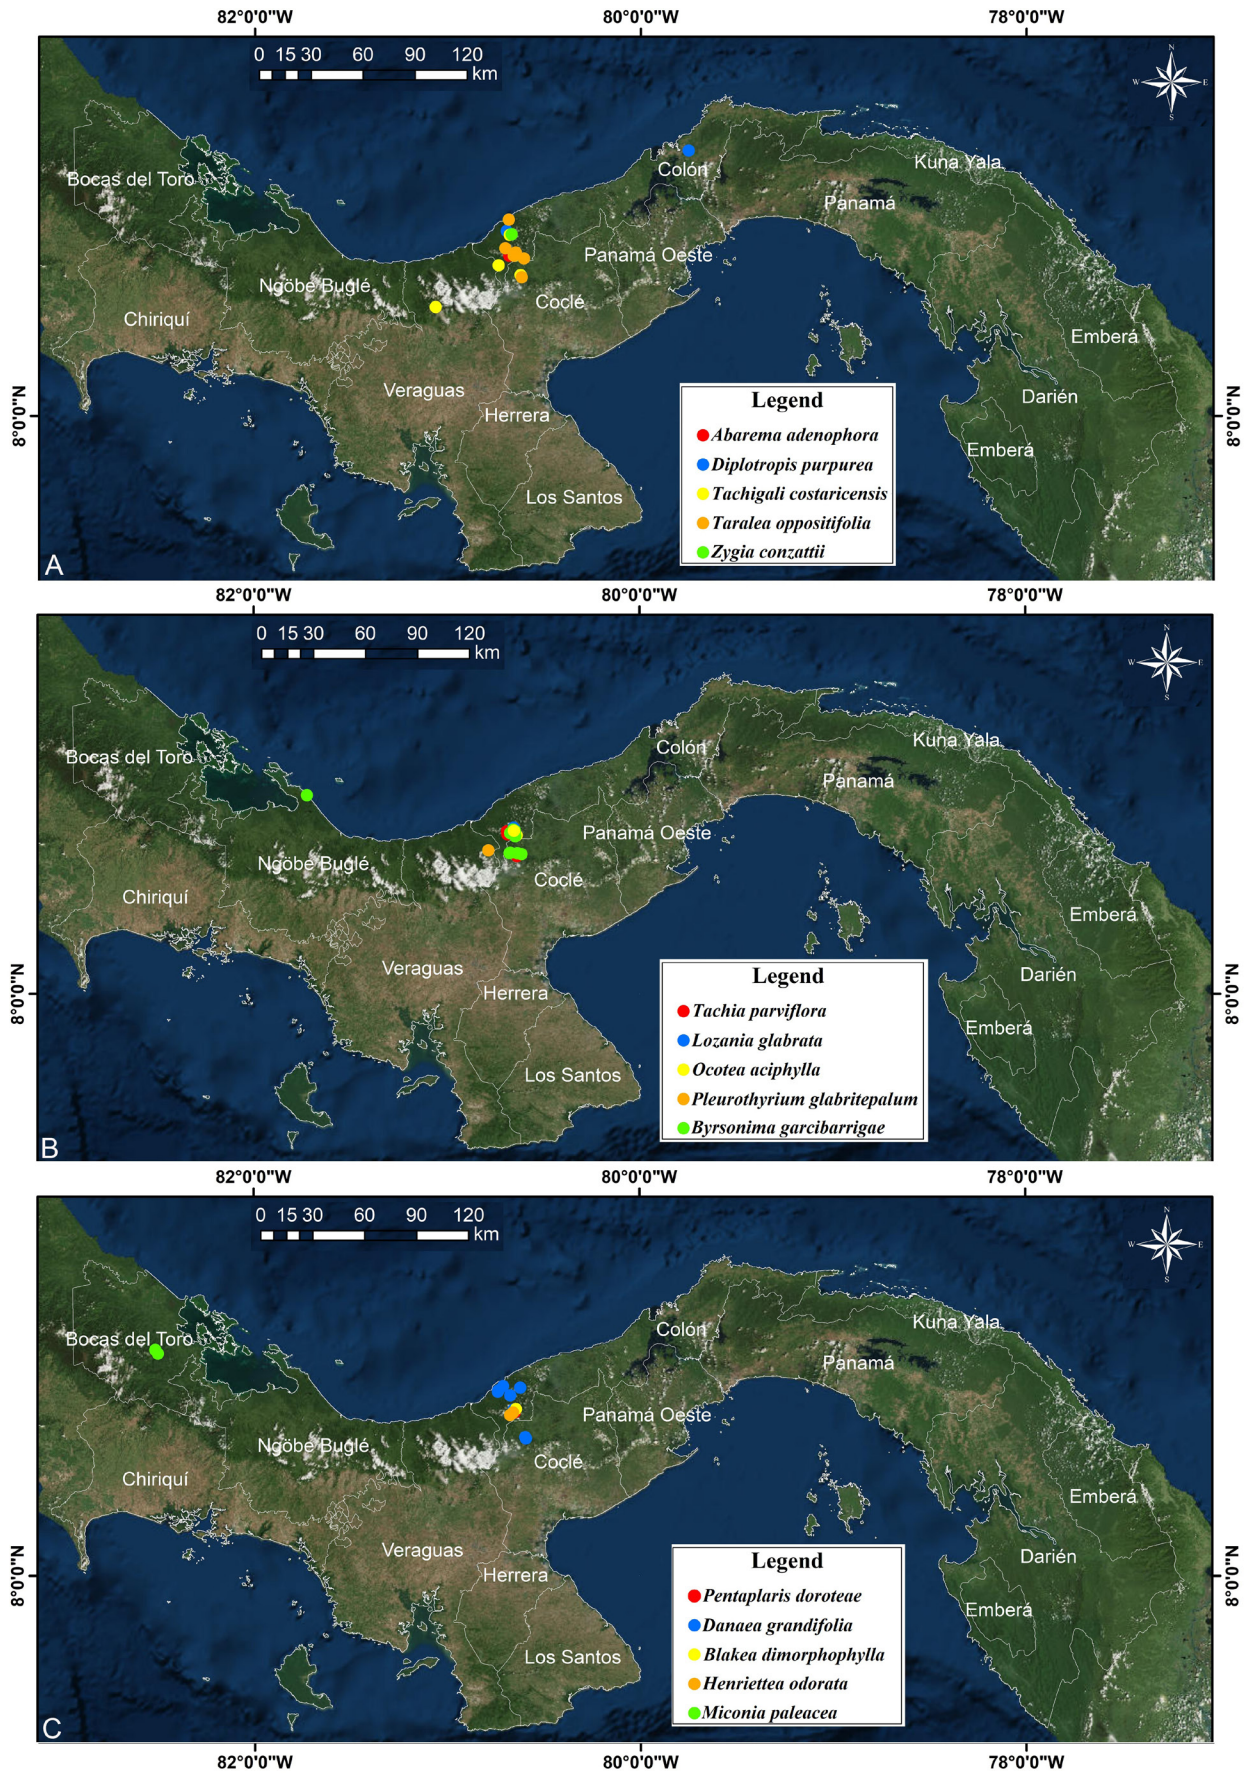 82°0'0"W 80°0'0"W 78°0'0"W
0 15 30 60 90 120
km
N
W E
S
Kuna Yala
Colón
Bocas del Toro
Panamá
Panamá Oeste
Ngöbe Buglé
Coclé
Chiriquí
Emberá
Veraguas
Darién
Herrera
8°0'0"N 8°0'0"N
Emberá
Los Santos
Legend
Abarema adenophora
Diplotropis purpurea
Tachigali costaricensis
Taralea oppositifolia
Zygia conzattii
A
82°0'0"W 80°0'0"W 78°0'0"W
0 15 30 60 90 120
km
N
W E
S
Kuna Yala
Colón
Bocas del Toro
Panamá
Panamá Oeste
Ngöbe Buglé
Coclé
Chiriquí
Emberá
Veraguas
Darién
Herrera
8°0'0"N 8°0'0"N
Emberá
Los Santos
Legend
Tachia parviflora
Lozania glabrata
Ocotea aciphylla
Pleurothyrium glabritepalum
Byrsonima garcibarrigae
B
82°0'0"W 80°0'0"W 78°0'0"W
0 15 30 60 90 120
km
N
W E
S
Kuna Yala
Colón
Bocas del Toro
Panamá
Panamá Oeste
Ngöbe Buglé
Coclé
Chiriquí
Emberá
Veraguas
Darién
Herrera
8°0'0"N 8°0'0"N
Emberá
Los Santos
Legend
Pentaplaris doroteae
Danaea grandifolia
Blakea dimorphophylla
Henriettea odorata
Miconia paleacea
C
82°0'0"W 80°0'0"W 78°0'0"W